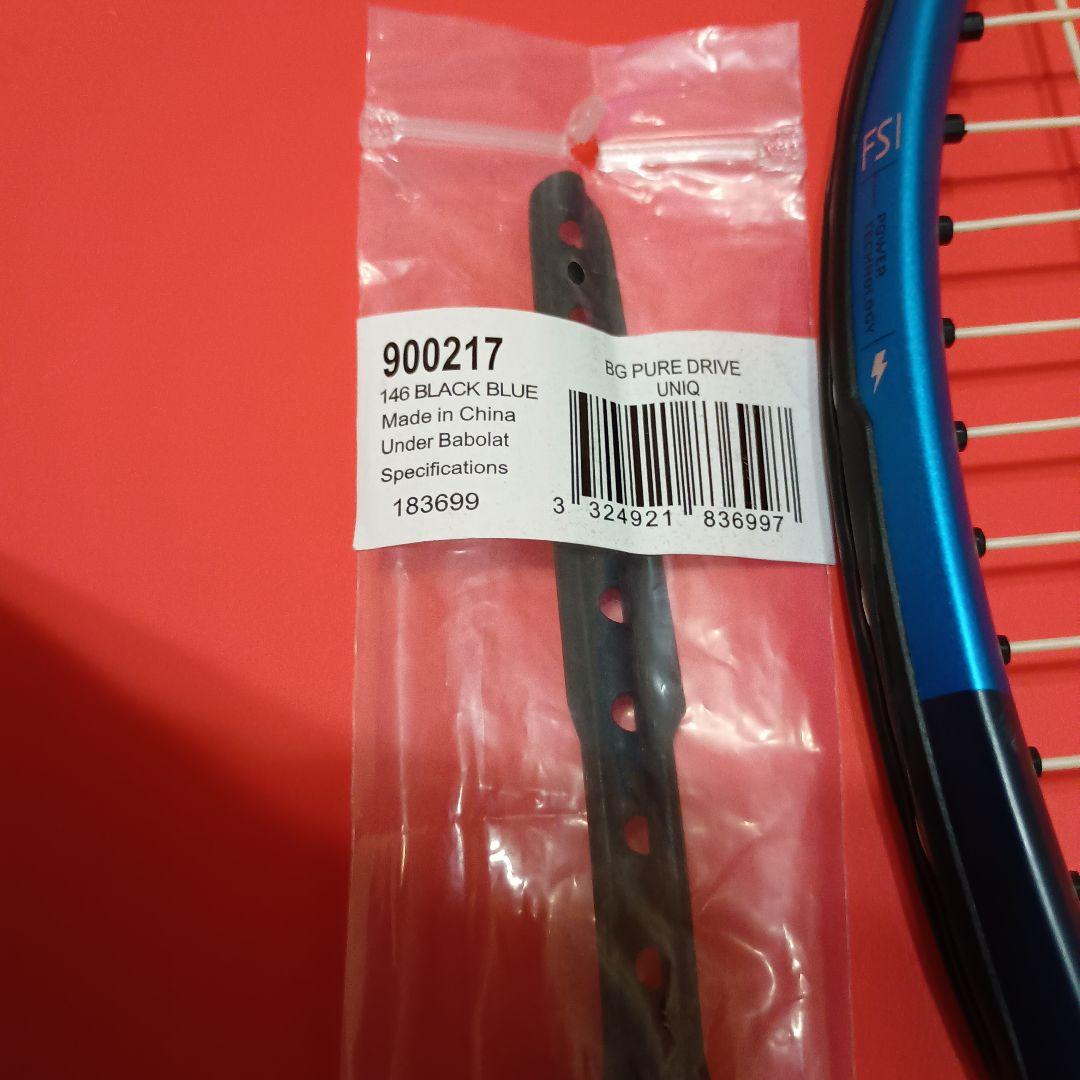 900217
146 BLACK BLUE
Made in China
Under Babolat
Specifications
183699
BG PURE DRIVE
UNIQ
3 324921 836997
FSI
POWER
TECHNOLOGY